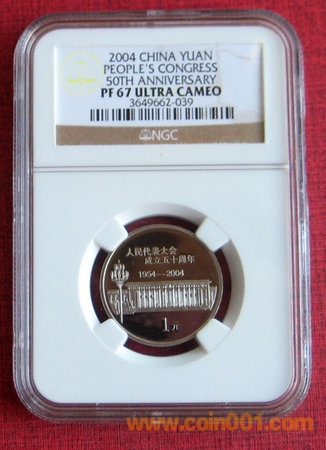 2004 CHINA YUAN
PEOPLE'S CONGRESS
50TH ANNIVERSARY
PF 67 ULTRA CAMEO
3649662-039
NGC
人民代表大会
成立五十周年
1954—2004
1元
www.coin001.com